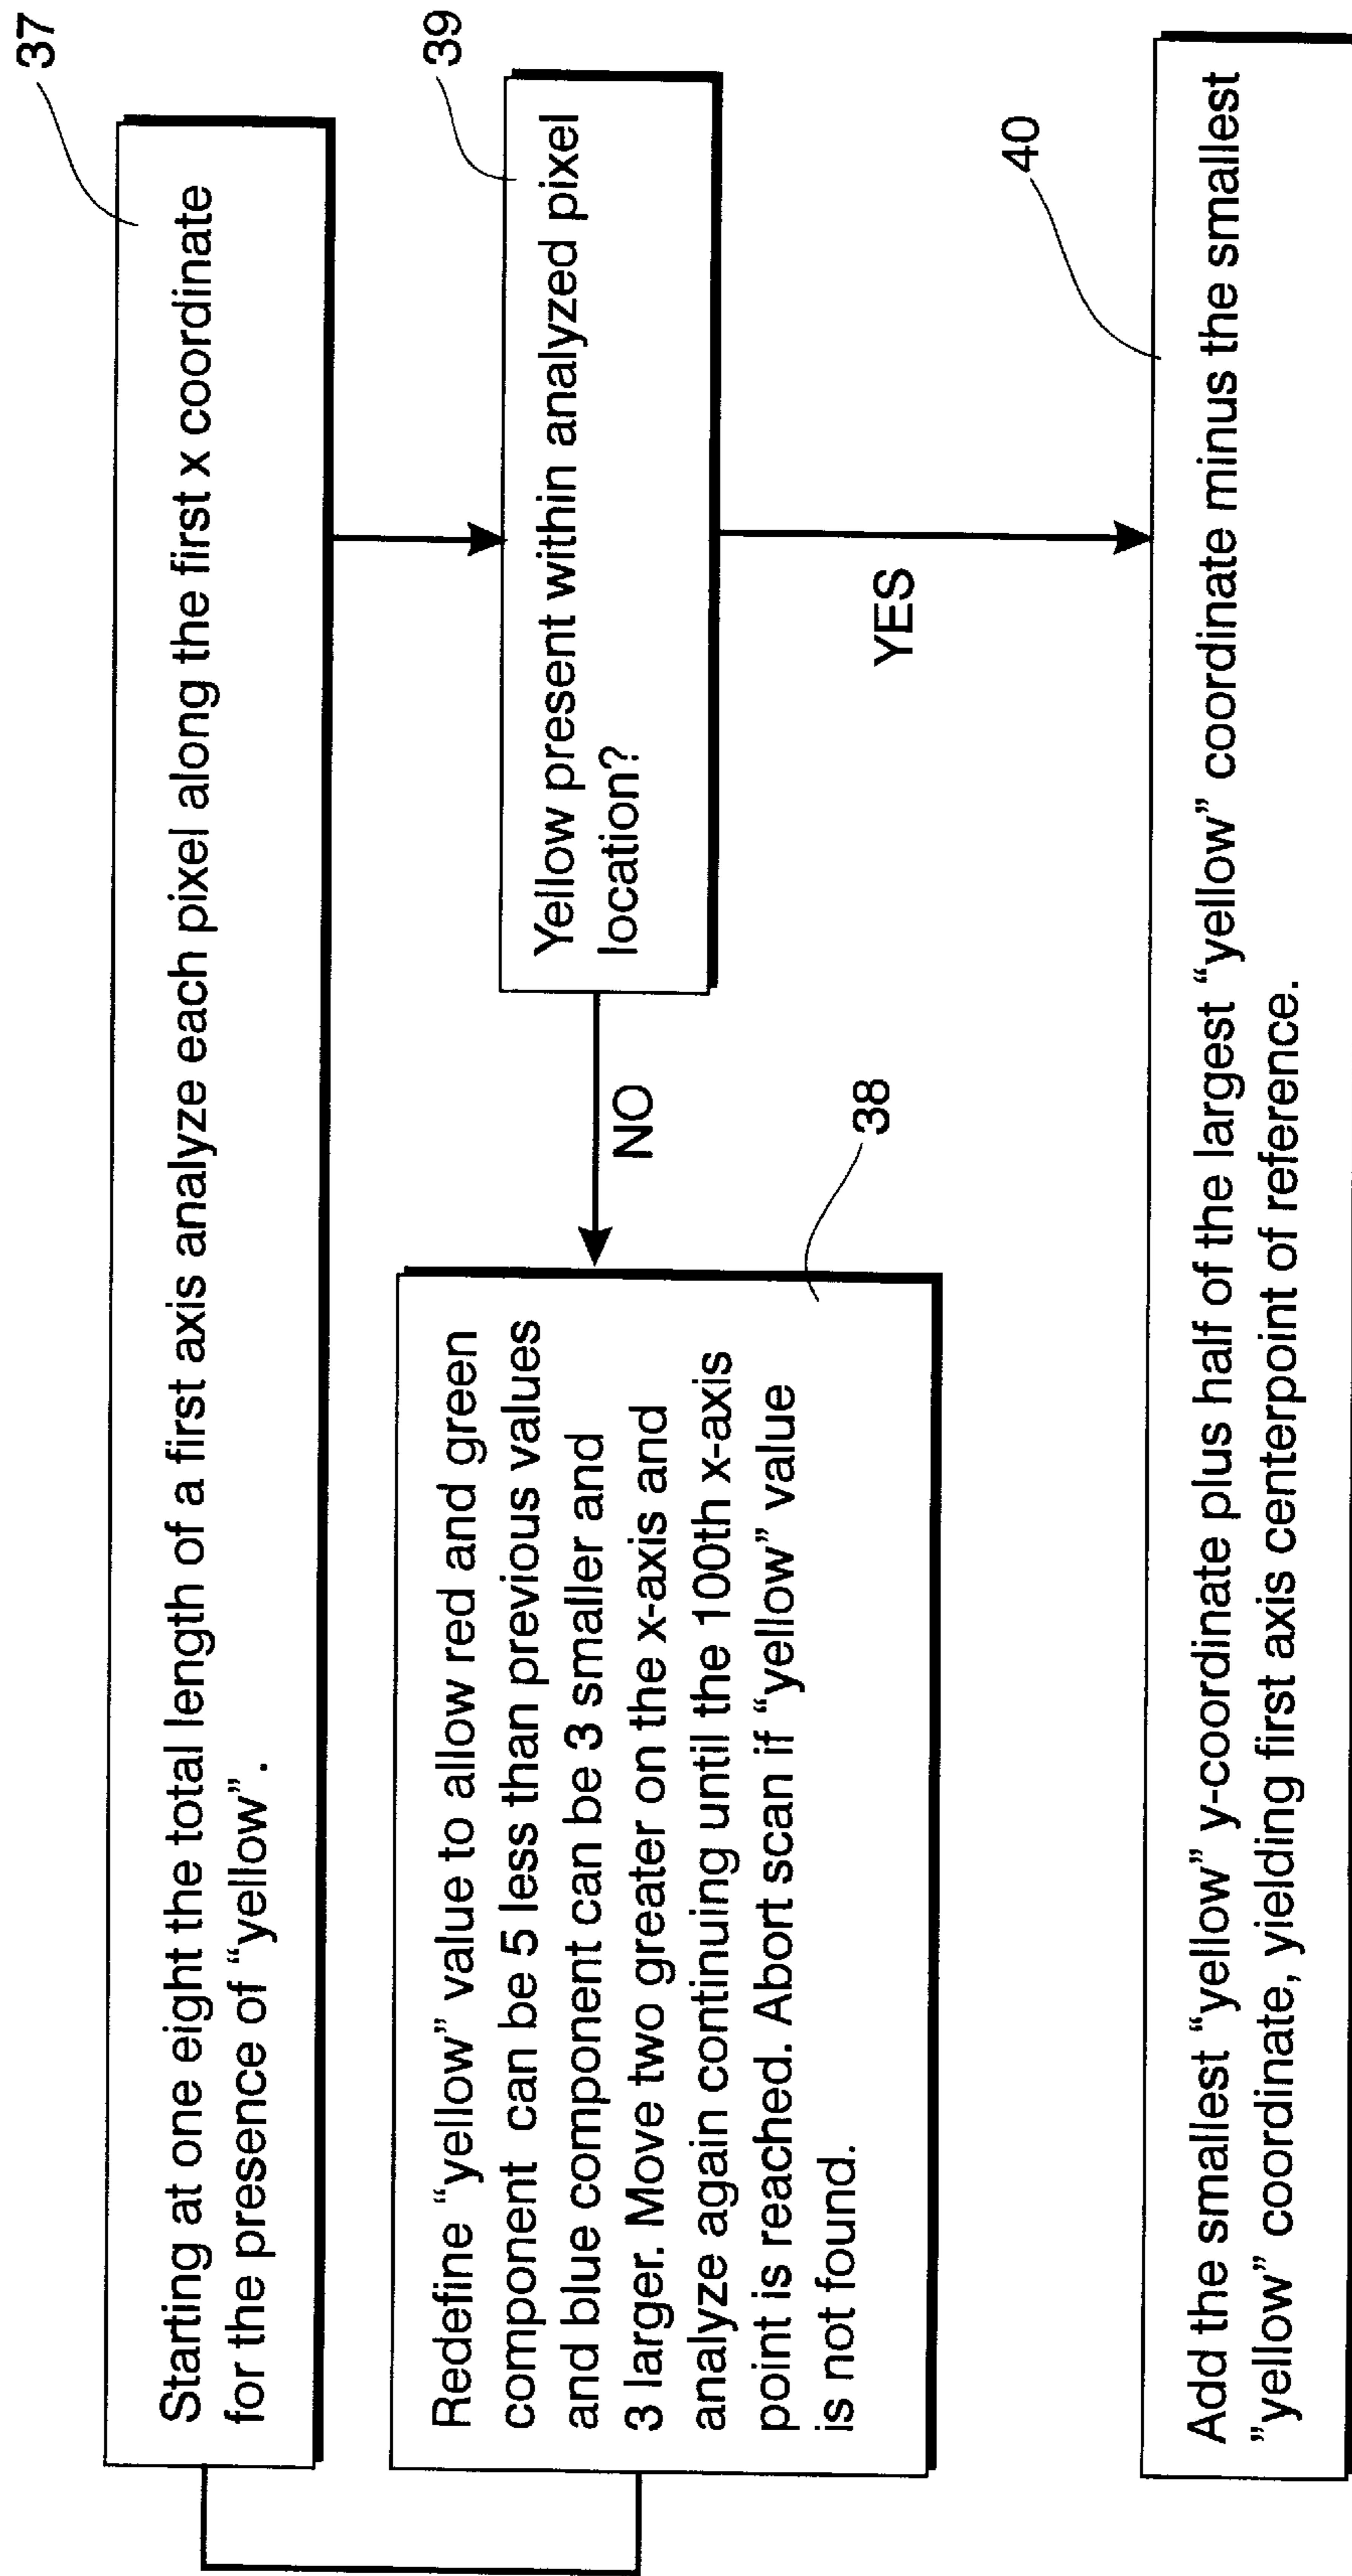 37
Starting at one eight the total length of a first axis analyze each pixel along the first x coordinate
for the presence of “yellow”.
39
Yellow present within analyzed pixel
location?
NO
YES
38
Redefine “yellow” value to allow red and green
component can be 5 less than previous values
and blue component can be 3 smaller and
3 larger. Move two greater on the x-axis and
analyze again continuing until the 100th x-axis
point is reached. Abort scan if “yellow” value
is not found.
40
Add the smallest “yellow” y-coordinate plus half of the largest “yellow” coordinate minus the smallest
”yellow” coordinate, yielding first axis centerpoint of reference.